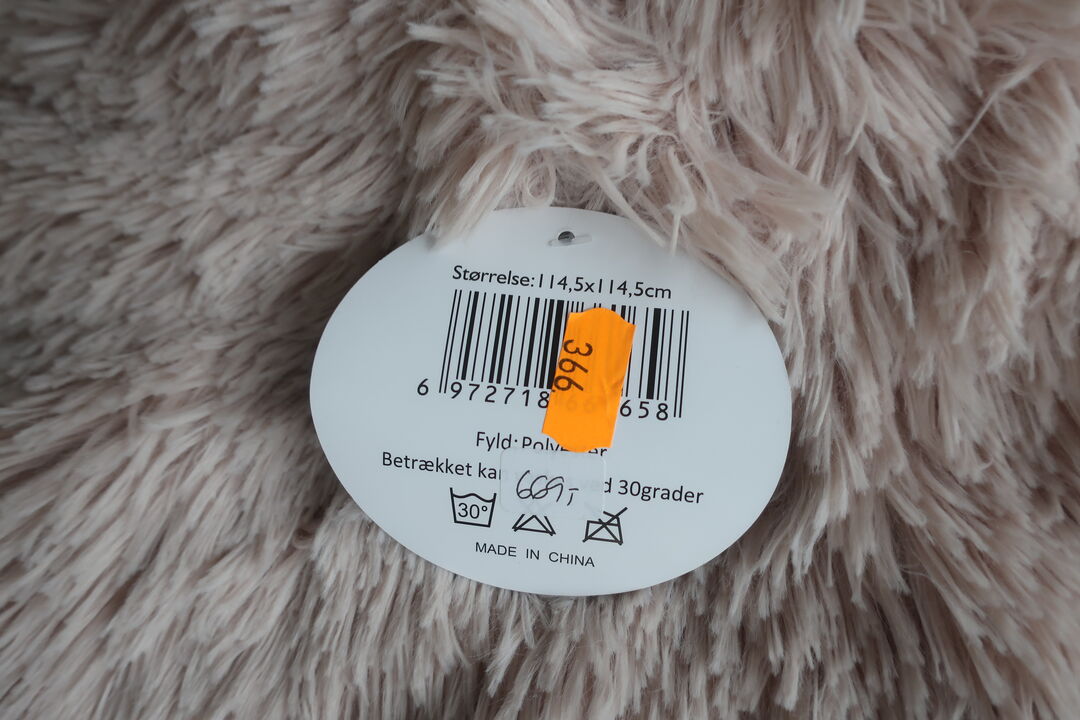 Størrelse: 114,5x114,5cm
366
6 972718 658
Fyld:
Betrækket 30grader
669,-
30°
MADE IN CHINA